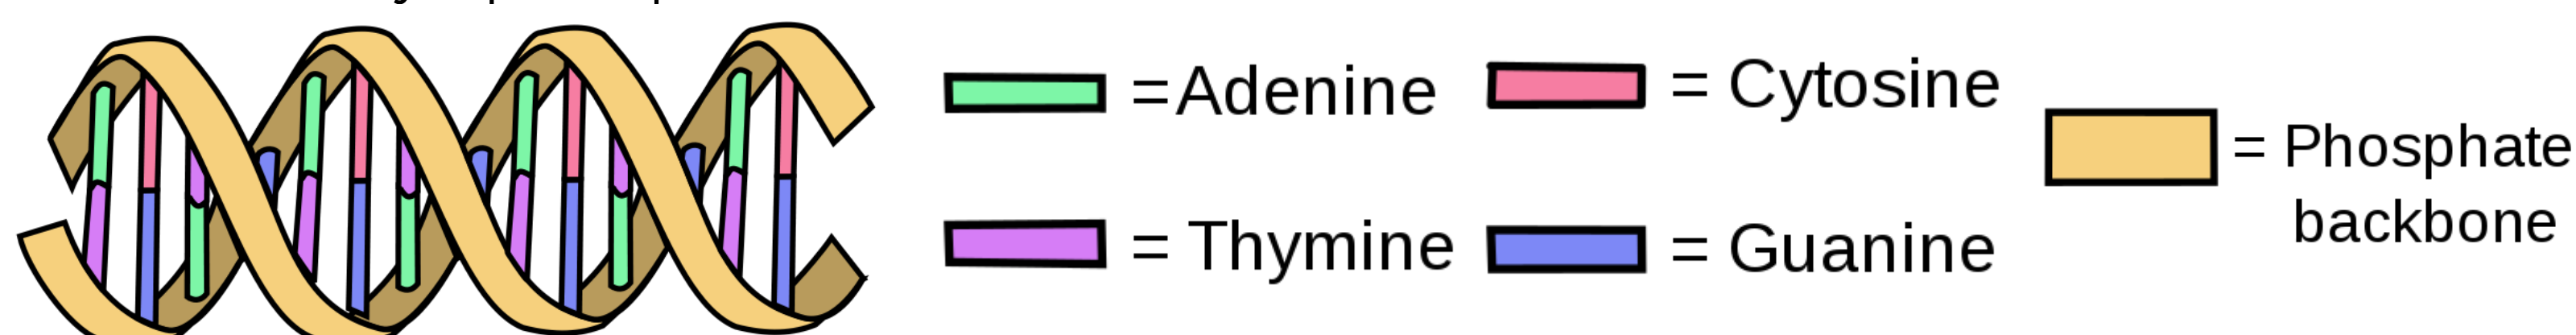 =Adenine
= Cytosine
= Thymine
= Guanine
= Phosphate
backbone